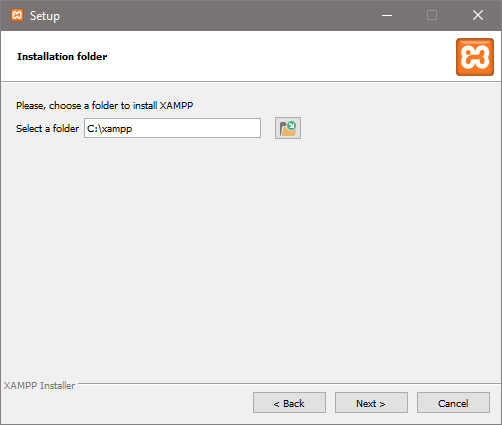 Setup
Installation folder
Please, choose a folder to install XAMPP
Select a folder C:\xampp
XAMPP Installer
< Back Next > Cancel